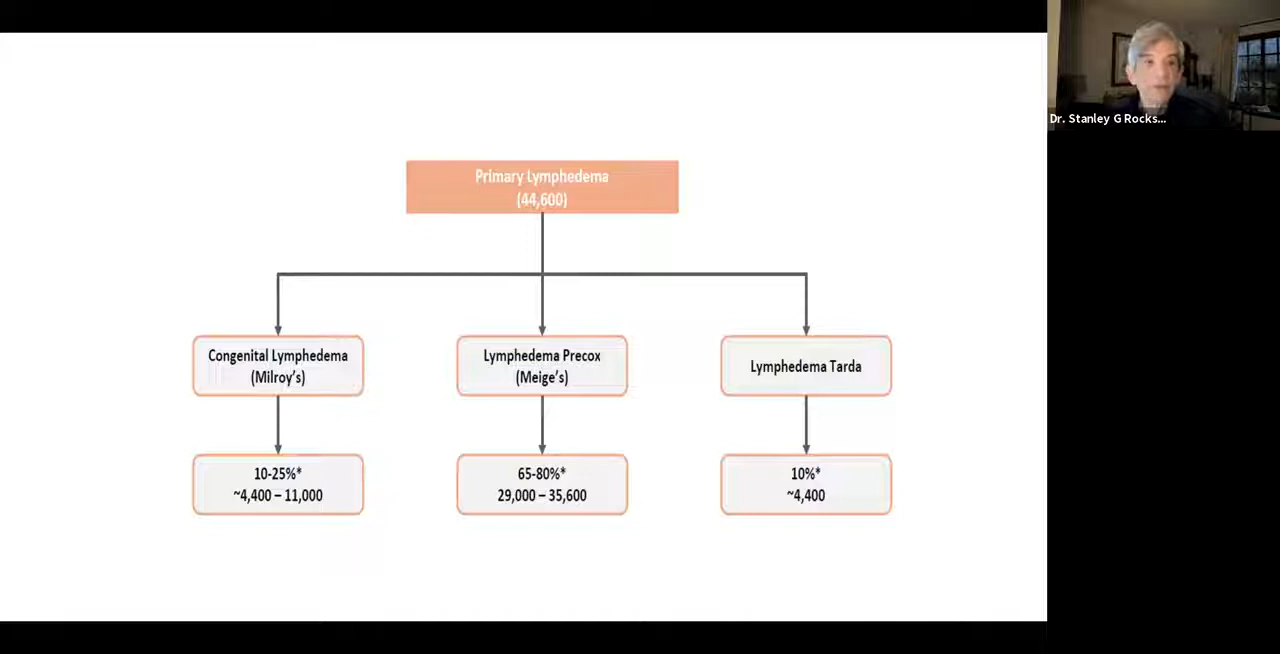 Primary Lymphedema
(44,600)
Congenital Lymphedema
(Milroy's)
Lymphedema Precox
(Meige's)
Lymphedema Tarda
10-25%*
~4,400 – 11,000
65-80%*
29,000 – 35,600
10%*
~4,400
Dr. Stanley G Rocks...